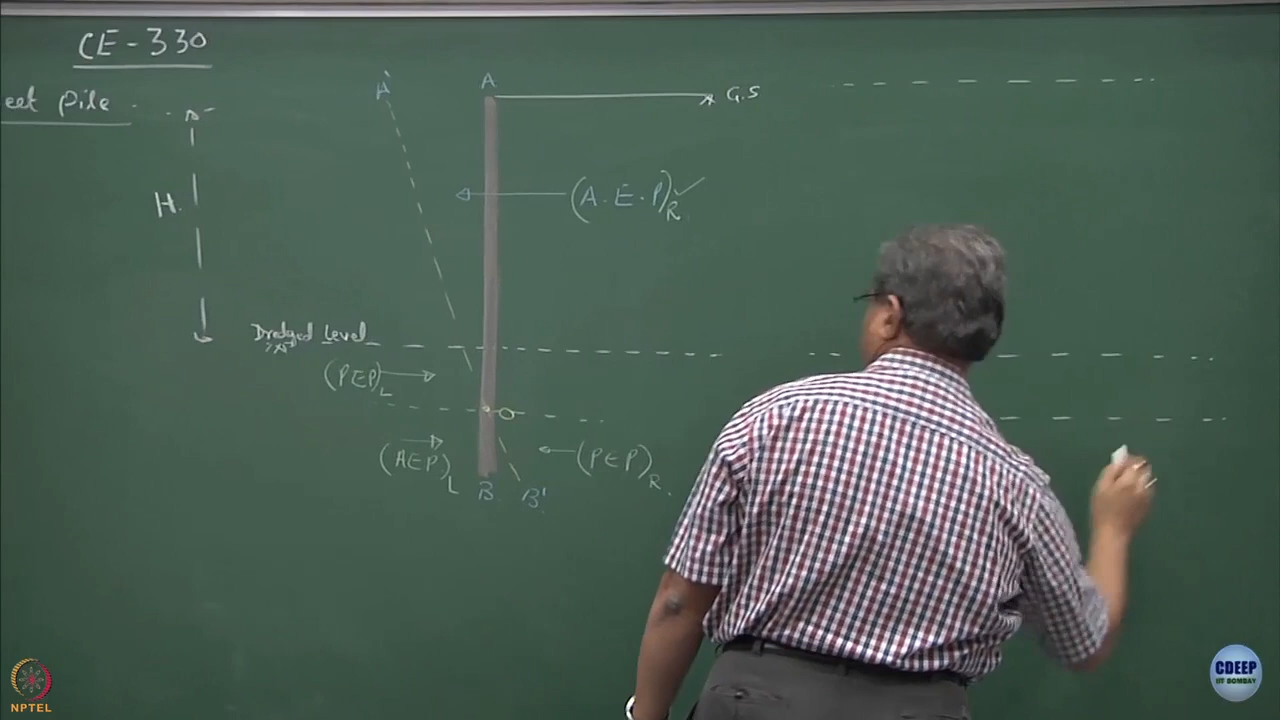 CE-330
eet Pile
A' A G.S
H.
(A.E.P)R
Dredged Level
(PEP)L
O
(AEP)L (PEP)R
B B'
NPTEL
CDEEP
IIT BOMBAY